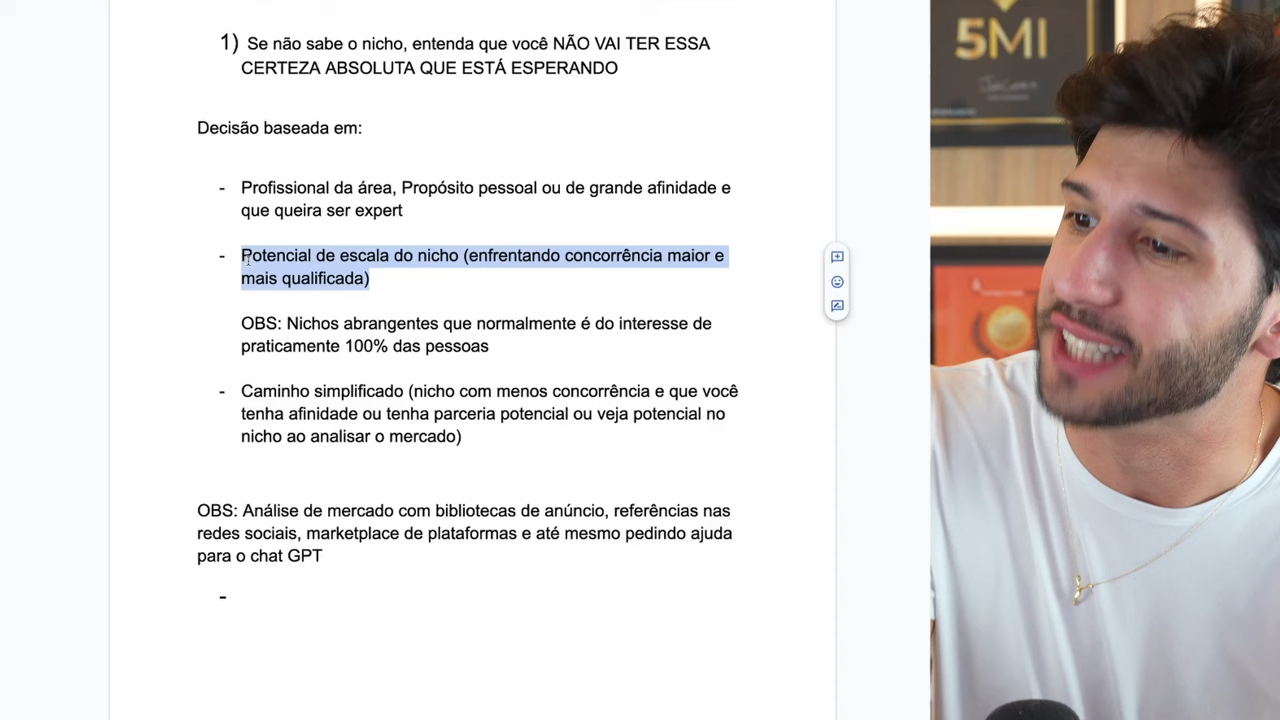 1) Se não sabe o nicho, entenda que você NÃO VAI TER ESSA
CERTEZA ABSOLUTA QUE ESTÁ ESPERANDO
Decisão baseada em:
- Profissional da área, Propósito pessoal ou de grande afinidade e
que queira ser expert
- Potencial de escala do nicho (enfrentando concorrência maior e
mais qualificada)
OBS: Nichos abrangentes que normalmente é do interesse de
praticamente 100% das pessoas
- Caminho simplificado (nicho com menos concorrência e que você
tenha afinidade ou tenha parceria potencial ou veja potencial no
nicho ao analisar o mercado)
OBS: Análise de mercado com bibliotecas de anúncio, referências nas
redes sociais, marketplace de plataformas e até mesmo pedindo ajuda
para o chat GPT
-
5MI